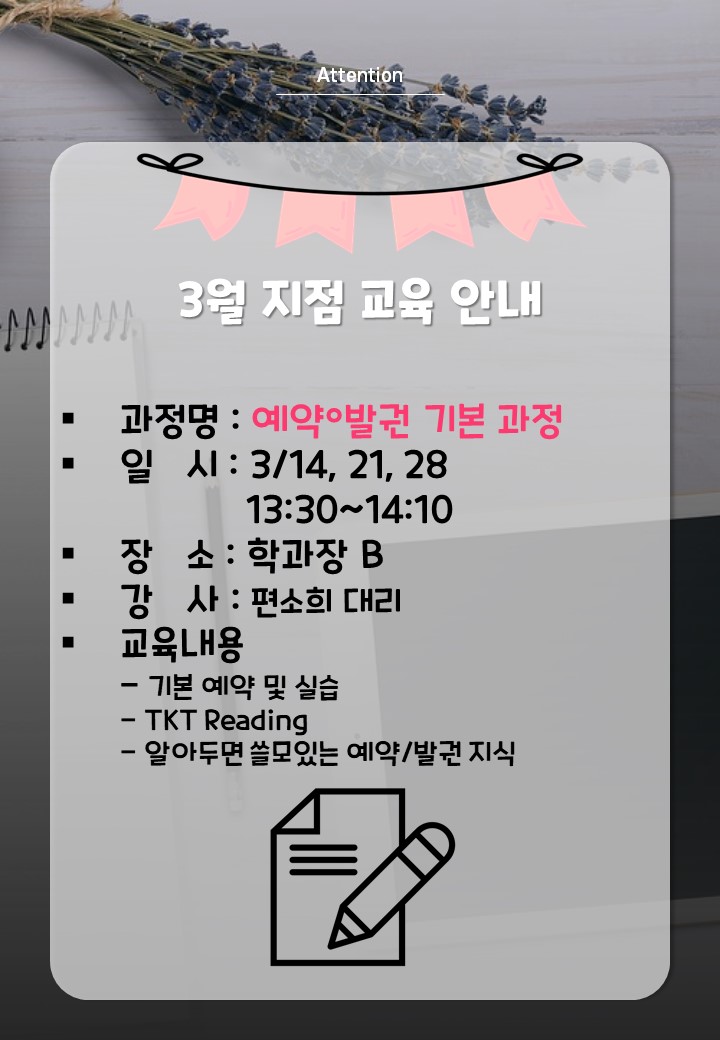 Attention
3월 지점 교육 안내
▪ 과정명 : 예약°발권 기본 과정
▪ 일 시 : 3/14, 21, 28
13:30~14:10
▪ 장 소 : 학과장 B
▪ 강 사 : 편소희 대리
▪ 교육내용
- 기본 예약 및 실습
- TKT Reading
- 알아두면 쓸모있는 예약/발권 지식